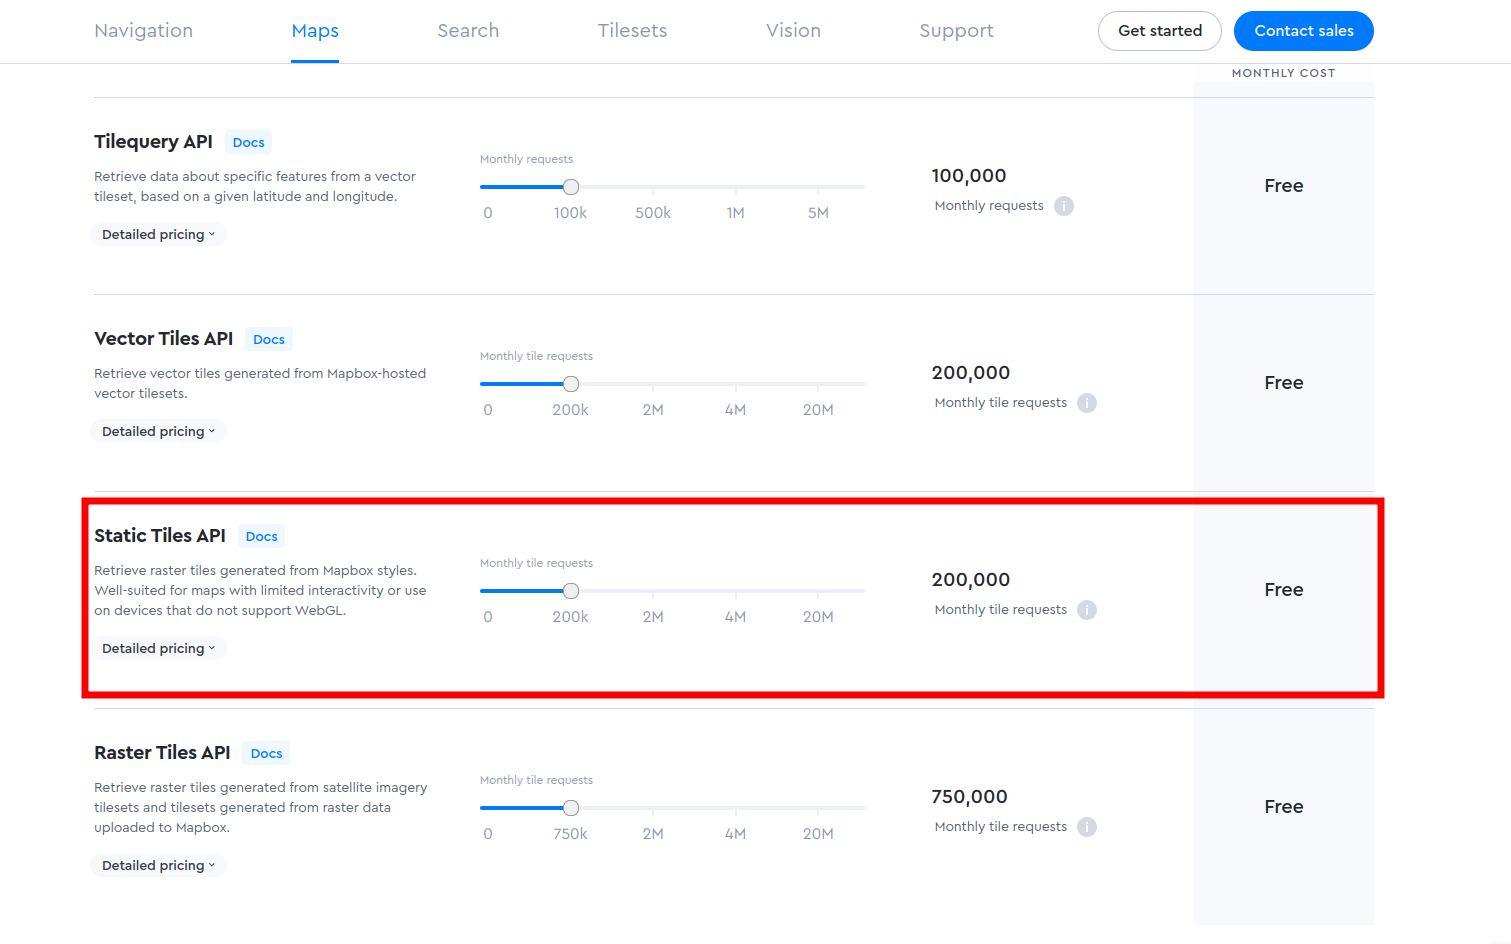 Navigation Maps Search Tilesets Vision Support Get started Contact sales
MONTHLY COST
Tilequery API Docs
Retrieve data about specific features from a vector
tileset, based on a given latitude and longitude.
Detailed pricing
Monthly requests
0 100k 500k 1M 5M
100,000
Monthly requests i
Free
Vector Tiles API Docs
Retrieve vector tiles generated from Mapbox-hosted
vector tilesets.
Detailed pricing
Monthly tile requests
0 200k 2M 4M 20M
200,000
Monthly tile requests i
Free
Static Tiles API Docs
Retrieve raster tiles generated from Mapbox styles.
Well-suited for maps with limited interactivity or use
on devices that do not support WebGL.
Detailed pricing
Monthly tile requests
0 200k 2M 4M 20M
200,000
Monthly tile requests i
Free
Raster Tiles API Docs
Retrieve raster tiles generated from satellite imagery
tilesets and tilesets generated from raster data
uploaded to Mapbox.
Detailed pricing
Monthly tile requests
0 750k 2M 4M 20M
750,000
Monthly tile requests i
Free